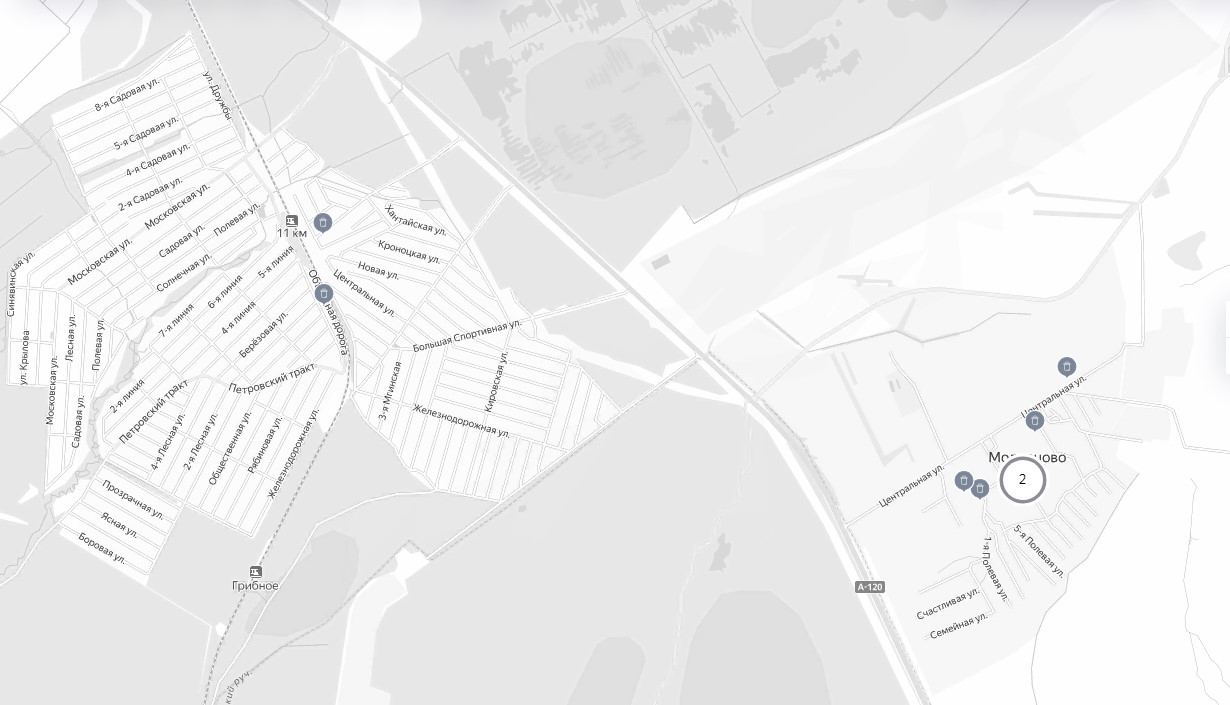 8-я Садовая ул.
ул. Дружбы
5-я Садовая ул.
4-я Садовая ул.
2-я Садовая ул.
Московская ул.
Полевая ул.
11 км
Хантайская ул.
Московская ул.
Садовая ул.
Кроноцкая ул.
Синявинская ул.
Солнечная ул.
5-я линия
Новая ул.
Центральная ул.
6-я линия
7-я линия
4-я линия
Берёзовая ул.
Большая Спортивная ул.
ул. Крылова
Лесная ул.
Полевая ул.
Московская ул.
Садовая ул.
2-я линия
Петровский тракт
Петровский тракт
3-я Мгинская
Кировская ул.
Железнодорожная ул.
4-я Лесная ул.
2-я Лесная ул.
Общественная ул.
Рябиновая ул.
Железнодорожная ул.
Центральная ул.
Центральная ул.
2
Прозрачная ул.
Ясная ул.
Боровая ул.
5-я Полевая ул.
1-я Полевая ул.
Грибное
А-120
Счастливая ул.
Семейная ул.